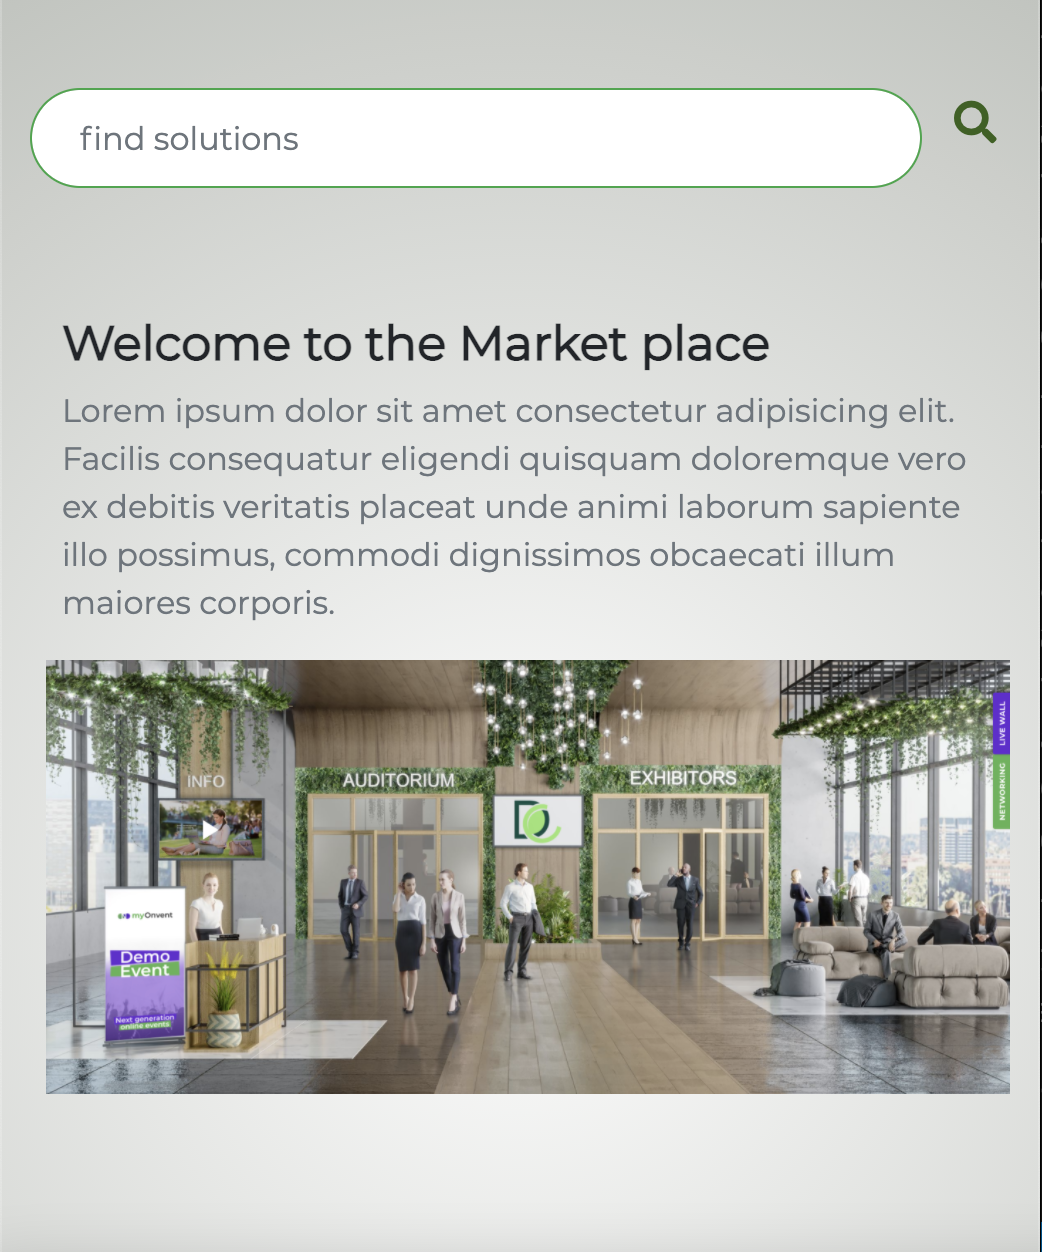 find solutions
Welcome to the Market place
Lorem ipsum dolor sit amet consectetur adipisicing elit.
Facilis consequatur eligendi quisquam doloremque vero
ex debitis veritatis placeat unde animi laborum sapiente
illo possimus, commodi dignissimos obcaecati illum
maiores corporis.
INFO
AUDITORIUM
EXHIBITORS
LIVE WALL
NETWORKING
DC
myOnvent
Demo
Event
Next generation
online events